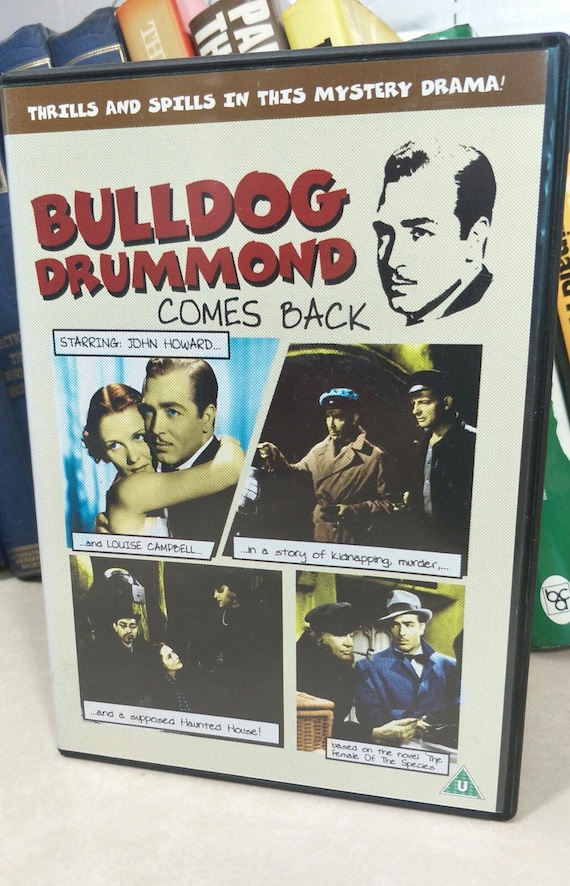 THRILLS AND SPILLS IN THIS MYSTERY DRAMA!
BULLDOG
DRUMMOND
COMES BACK
STARRING: JOHN HOWARD...
...and LOUISE CAMPBELL...
...in a story of kidnapping, murder,...
...and a supposed Haunted House!
based on the novel The
Female Of The Species
U